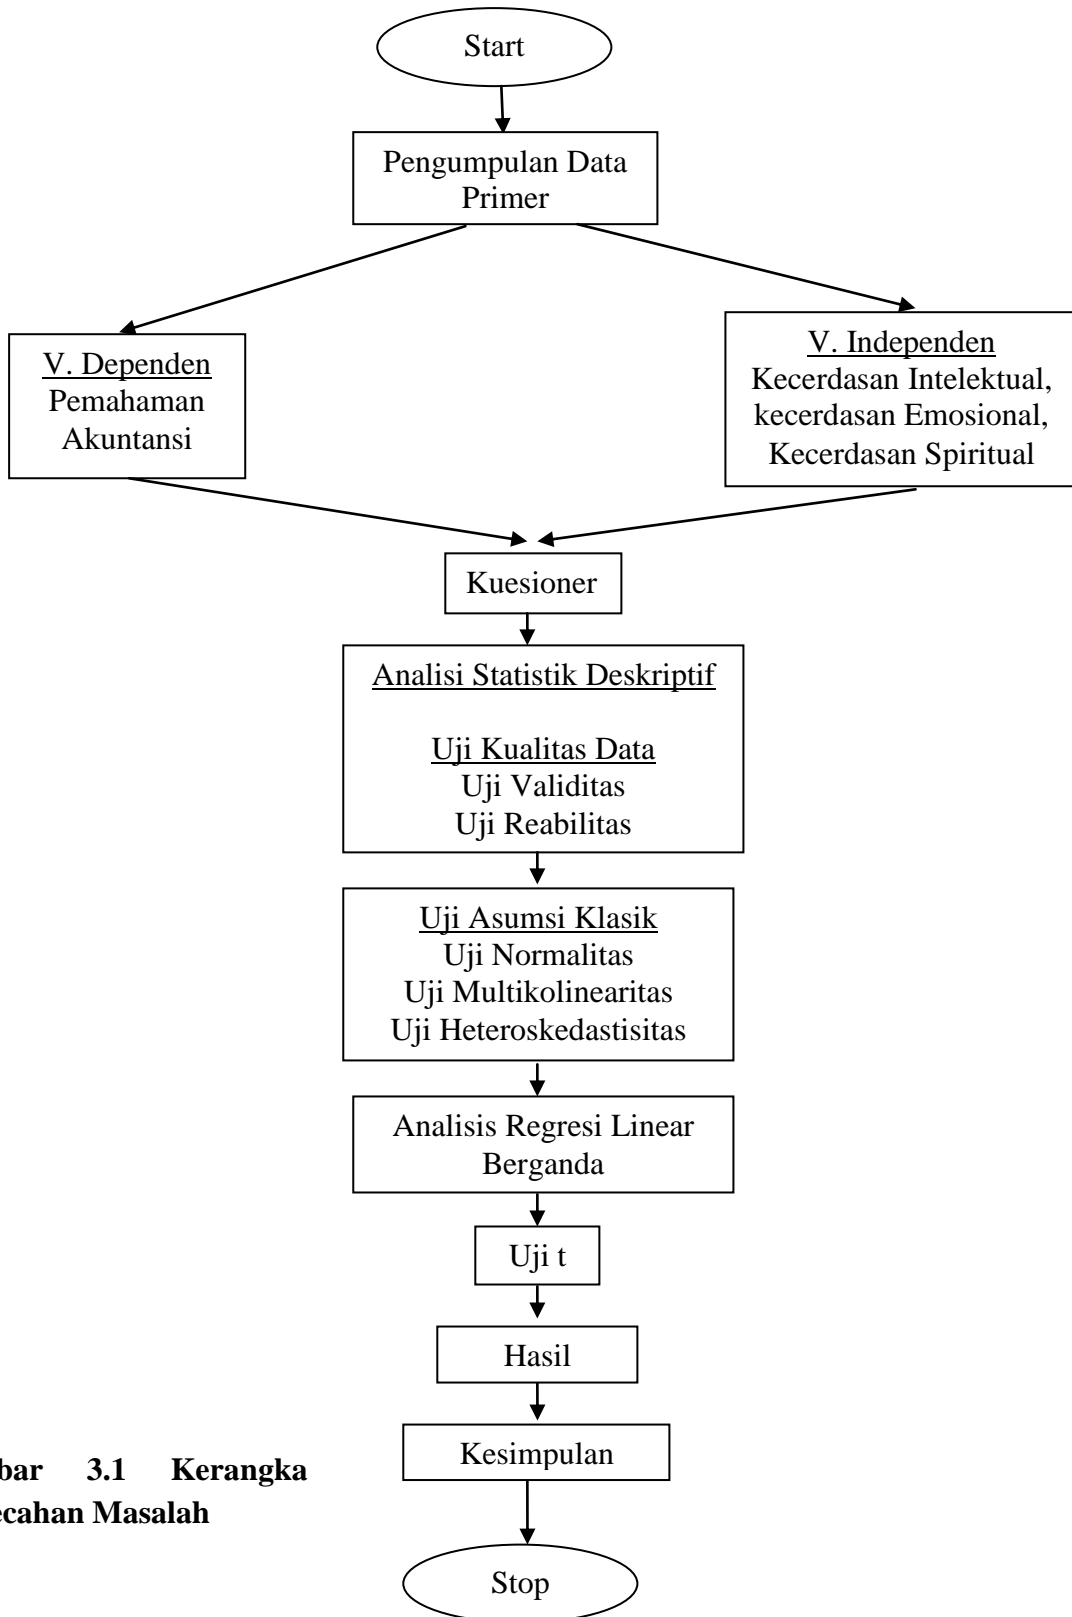 Start
Pengumpulan Data
Primer
V. Dependen
Pemahaman
Akuntansi
V. Independen
Kecerdasan Intelektual,
kecerdasan Emosional,
Kecerdasan Spiritual
Kuesioner
Analisi Statistik Deskriptif
Uji Kualitas Data
Uji Validitas
Uji Reabilitas
Uji Asumsi Klasik
Uji Normalitas
Uji Multikolinearitas
Uji Heteroskedastisitas
Analisis Regresi Linear
Berganda
Uji t
Hasil
Kesimpulan
bar 3.1 Kerangka
ecahan Masalah
Stop